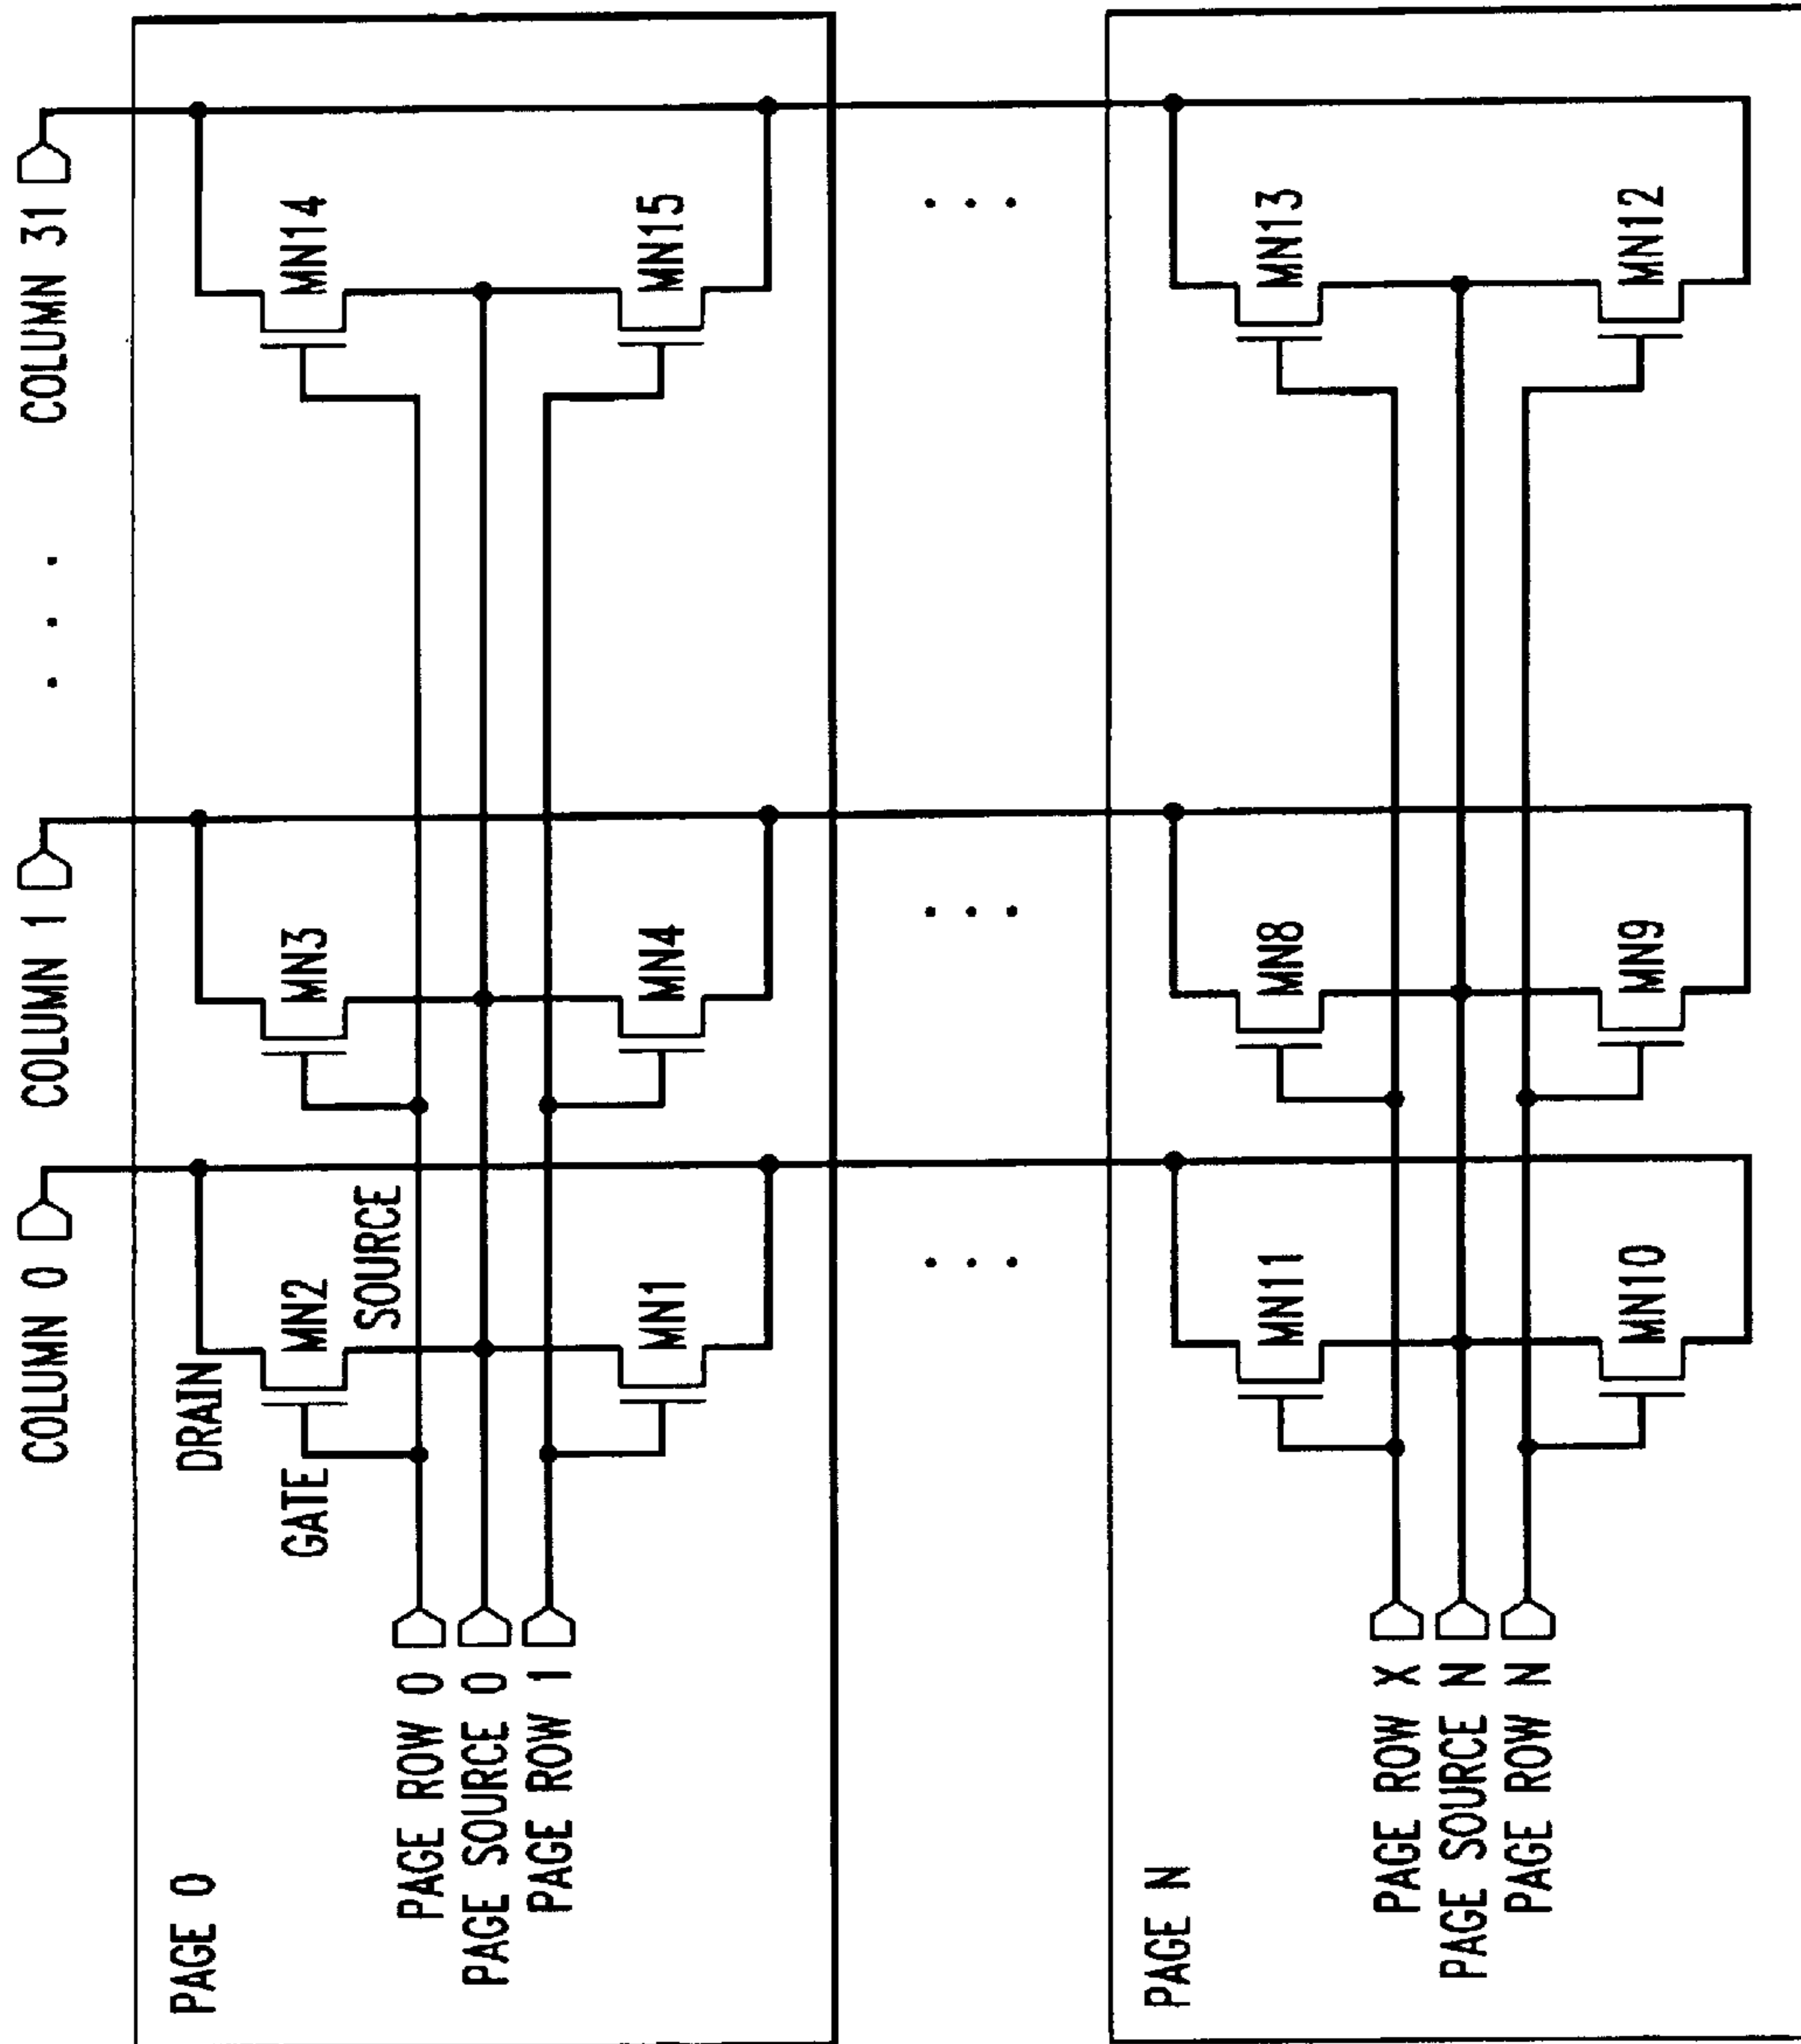 COLUMN 0
COLUMN 1
. . .
COLUMN 31
PAGE 0
DRAIN
GATE
MN2
SOURCE
MN3
MN14
PAGE ROW 0
PAGE SOURCE 0
PAGE ROW 1
MN1
MN4
MN15
. . .
. . .
. . .
PAGE N
MN11
MN8
MN13
PAGE ROW X
PAGE SOURCE N
PAGE ROW N
MN10
MN9
MN12